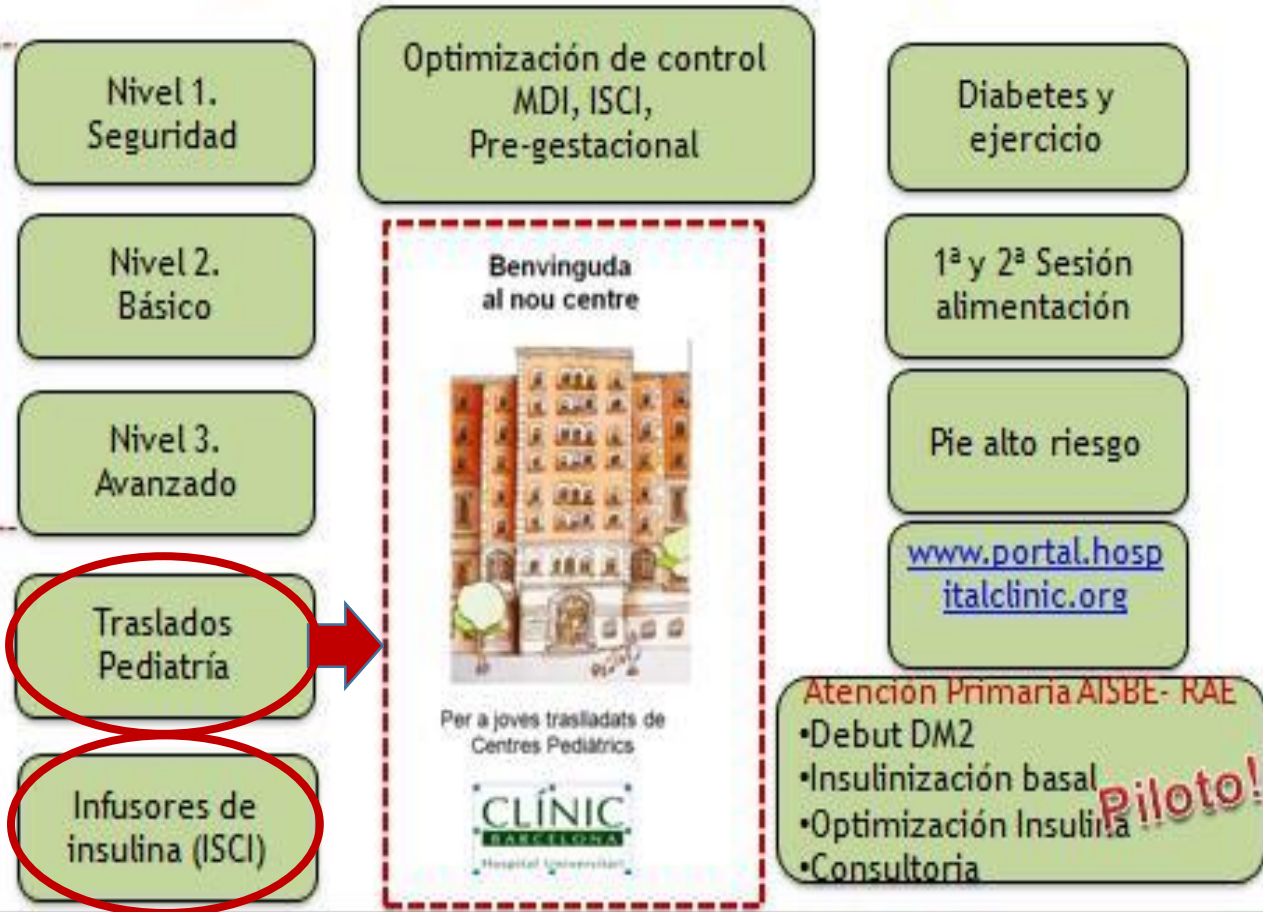 Nivel 1.
Seguridad
Nivel 2.
Básico
Nivel 3.
Avanzado
Traslados
Pediatría
Infusores de
insulina (ISCI)
Optimización de control
MDI, ISCI,
Pre-gestacional
Benvinguda
al nou centre
Per a joves traslladats de
Centres Pediàtrics
CLÍNIC
BARCELONA
Hospital Universitari
Diabetes y
ejercicio
1ª y 2ª Sesión
alimentación
Pie alto riesgo
www.portal.hosp
italclinic.org
Atención Primaria AISBE- RAE
•Debut DM2
•Insulinización basal
•Optimización Insulina
•Consultoria
Piloto!